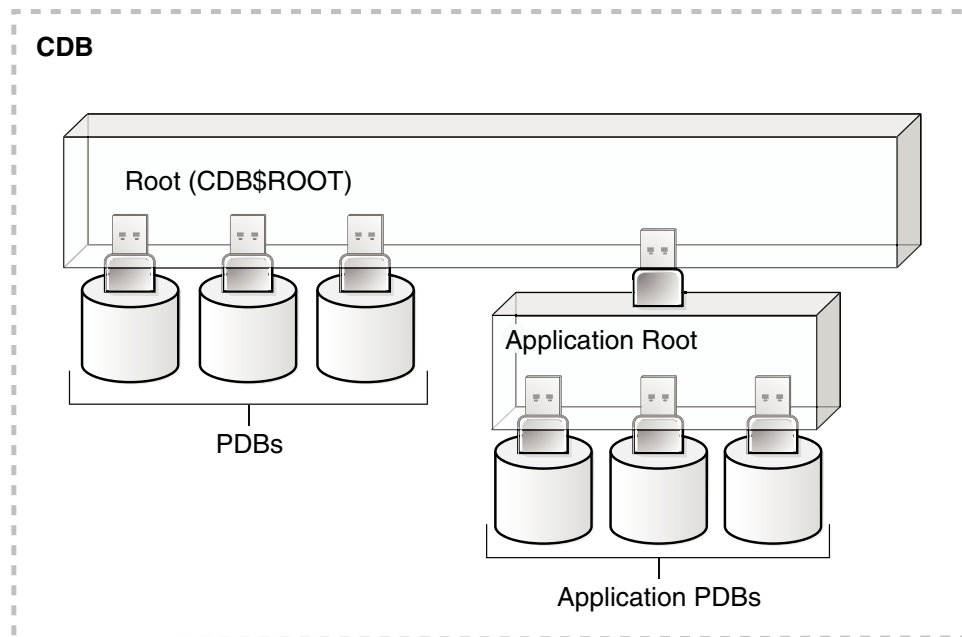 CDB
Root (CDB$ROOT)
Application Root
PDBs
Application PDBs